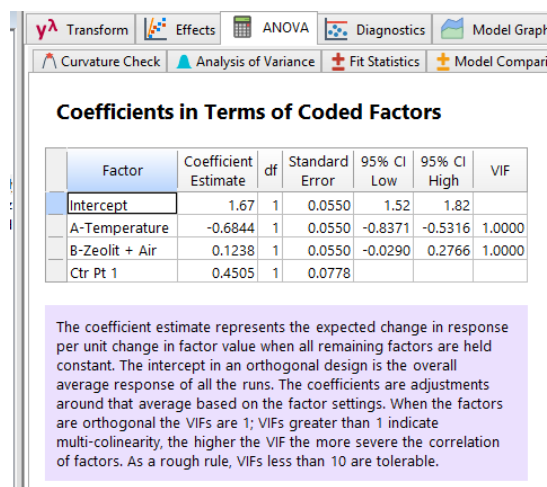 yλ Transform Effects ANOVA Diagnostics Model Graph
Curvature Check Analysis of Variance Fit Statistics Model Compari
Coefficients in Terms of Coded Factors
Factor Coefficient Estimate df Standard Error 95% CI Low 95% CI High VIF
Intercept 1.67 1 0.0550 1.52 1.82
A-Temperature -0.6844 1 0.0550 -0.8371 -0.5316 1.0000
B-Zeolit + Air 0.1238 1 0.0550 -0.0290 0.2766 1.0000
Ctr Pt 1 0.4505 1 0.0778
The coefficient estimate represents the expected change in response
per unit change in factor value when all remaining factors are held
constant. The intercept in an orthogonal design is the overall
average response of all the runs. The coefficients are adjustments
around that average based on the factor settings. When the factors
are orthogonal the VIFs are 1; VIFs greater than 1 indicate
multi-colinearity, the higher the VIF the more severe the correlation
of factors. As a rough rule, VIFs less than 10 are tolerable.